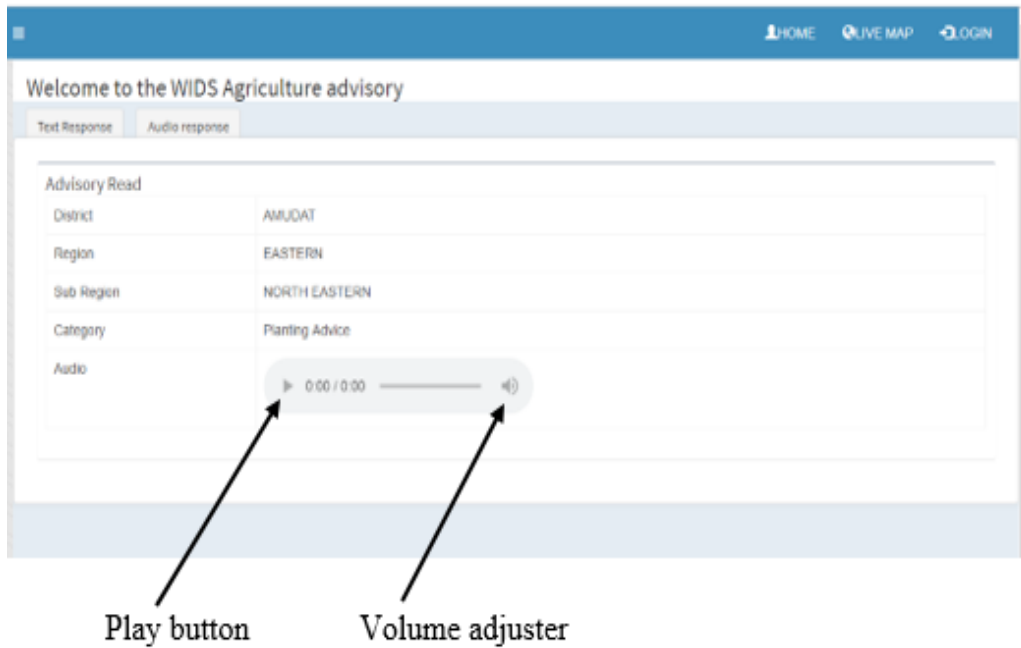 HOME LIVE MAP LOGIN
Welcome to the WIDS Agriculture advisory
Text Response Audio response
Advisory Read
District AMUDAT
Region EASTERN
Sub Region NORTH EASTERN
Category Planting Advice
Audio
0:00 / 0:00
Play button Volume adjuster